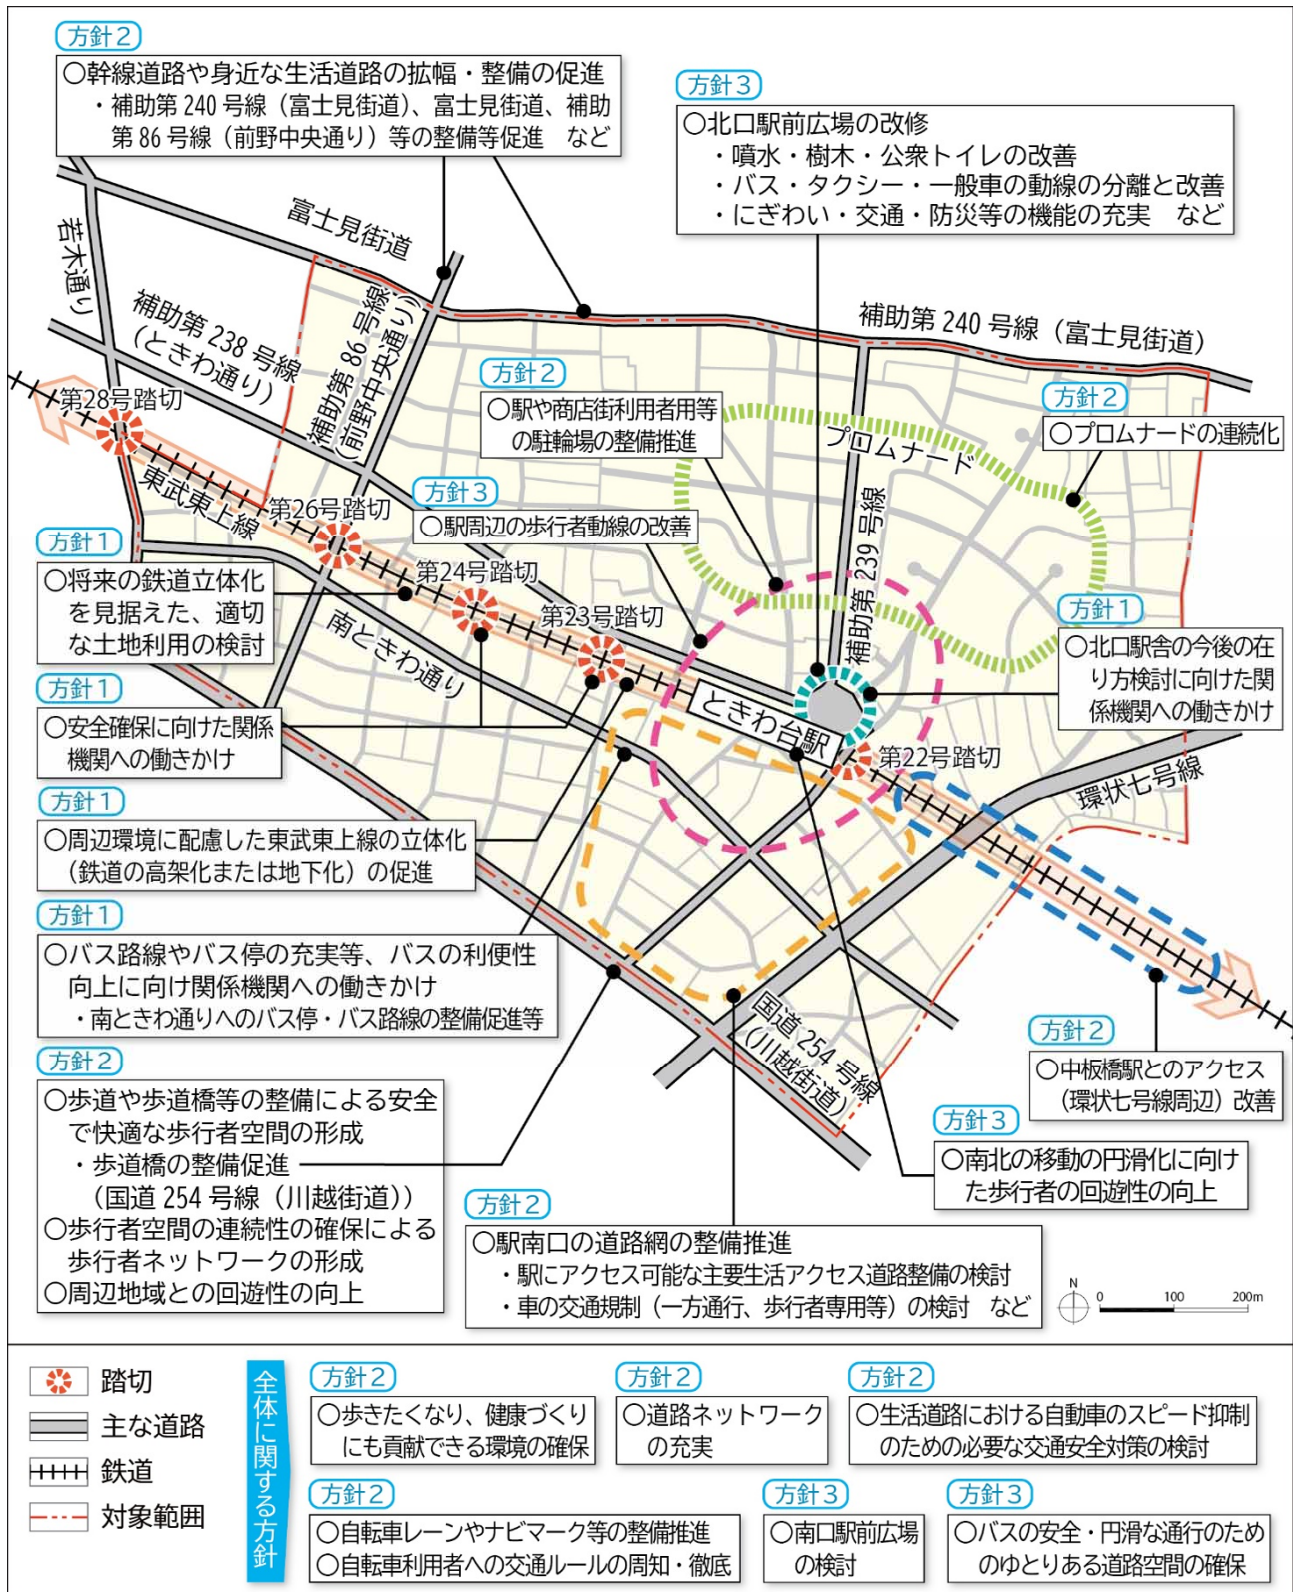 方針2
○幹線道路や身近な生活道路の拡幅・整備の促進
・補助第240号線（富士見街道）、富士見街道、補助
第86号線（前野中央通り）等の整備等促進　など
方針3
○北口駅前広場の改修
・噴水・樹木・公衆トイレの改善
・バス・タクシー・一般車の動線の分離と改善
・にぎわい・交通・防災等の機能の充実　など
若木通り
富士見街道
補助第238号線
（ときわ通り）
補助第86号線
（前野中央通り）
補助第240号線（富士見街道）
方針2
○駅や商店街利用者用等
の駐輪場の整備推進
プロムナード
方針2
○プロムナードの連続化
第28号踏切
東武東上線
第26号踏切
方針3
○駅周辺の歩行者動線の改善
補助第239号線
方針1
○将来の鉄道立体化
を見据えた、適切
な土地利用の検討
第24号踏切
第23号踏切
南ときわ通り
ときわ台駅
方針1
○北口駅舎の今後の在
り方検討に向けた関
係機関への働きかけ
方針1
○安全確保に向けた関係
機関への働きかけ
第22号踏切
環状七号線
方針1
○周辺環境に配慮した東武東上線の立体化
（鉄道の高架化または地下化）の促進
方針1
○バス路線やバス停の充実等、バスの利便性
向上に向け関係機関への働きかけ
・南ときわ通りへのバス停・バス路線の整備促進等
国道254号線
（川越街道）
方針2
○中板橋駅とのアクセス
（環状七号線周辺）改善
方針2
○歩道や歩道橋等の整備による安全
で快適な歩行者空間の形成
・歩道橋の整備促進
（国道254号線（川越街道））
○歩行者空間の連続性の確保による
歩行者ネットワークの形成
○周辺地域との回遊性の向上
方針3
○南北の移動の円滑化に向け
た歩行者の回遊性の向上
方針2
○駅南口の道路網の整備推進
・駅にアクセス可能な主要生活アクセス道路整備の検討
・車の交通規制（一方通行、歩行者専用等）の検討　など
N
0 100 200m
踏切
主な道路
鉄道
対象範囲
全体に関する方針
方針2
○歩きたくなり、健康づくり
にも貢献できる環境の確保
方針2
○道路ネットワーク
の充実
方針2
○生活道路における自動車のスピード抑制
のための必要な交通安全対策の検討
方針2
○自転車レーンやナビマーク等の整備推進
○自転車利用者への交通ルールの周知・徹底
方針3
○南口駅前広場
の検討
方針3
○バスの安全・円滑な通行のため
のゆとりある道路空間の確保